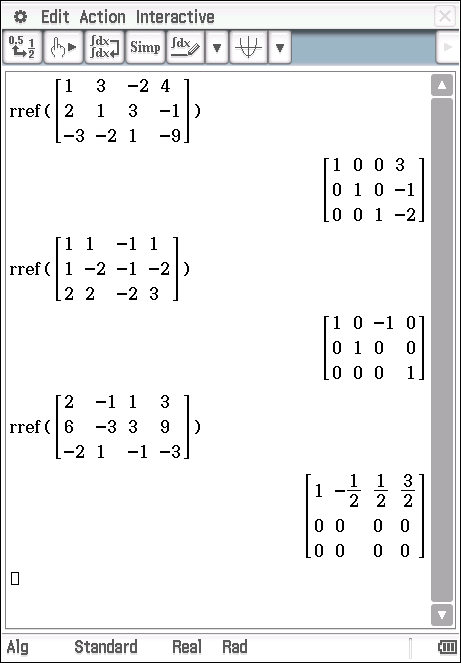 Edit Action Interactive
0.5 1/2 ∫dx ∫dx Simp ∫dx
rref([1 3 −2 4
2 1 3 −1
−3 −2 1 −9])
[1 0 0 3
0 1 0 −1
0 0 1 −2]
rref([1 1 −1 1
1 −2 −1 −2
2 2 −2 3])
[1 0 −1 0
0 1 0 0
0 0 0 1]
rref([2 −1 1 3
6 −3 3 9
−2 1 −1 −3])
[1 −1/2 1/2 3/2
0 0 0 0
0 0 0 0]
Alg Standard Real Rad